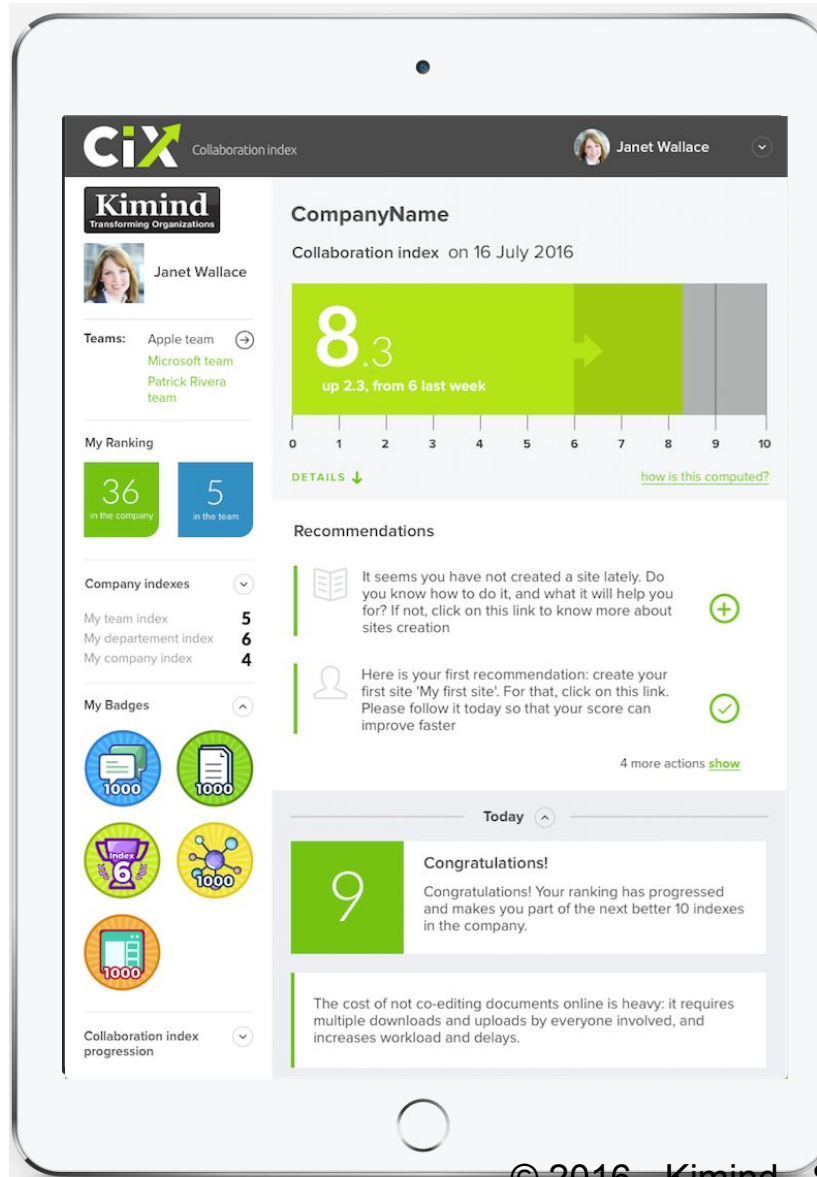 CiX Collaboration index
Janet Wallace
Kimind
Transforming Organizations
Janet Wallace
Teams: Apple team
Microsoft team
Patrick Rivera
team
My Ranking
36
in the company
5
in the team
Company indexes
My team index 5
My departement index 6
My company index 4
My Badges
1000
1000
Index
6
1000
1000
Collaboration index
progression
CompanyName
Collaboration index on 16 July 2016
8.3
up 2.3, from 6 last week
0 1 2 3 4 5 6 7 8 9 10
DETAILS
how is this computed?
Recommendations
It seems you have not created a site lately. Do
you know how to do it, and what it will help you
for? If not, click on this link to know more about
sites creation
Here is your first recommendation: create your
first site 'My first site'. For that, click on this link.
Please follow it today so that your score can
improve faster
4 more actions show
Today
9
Congratulations!
Congratulations! Your ranking has progressed
and makes you part of the next better 10 indexes
in the company.
The cost of not co-editing documents online is heavy: it requires
multiple downloads and uploads by everyone involved, and
increases workload and delays.
© 2016 - Kimind